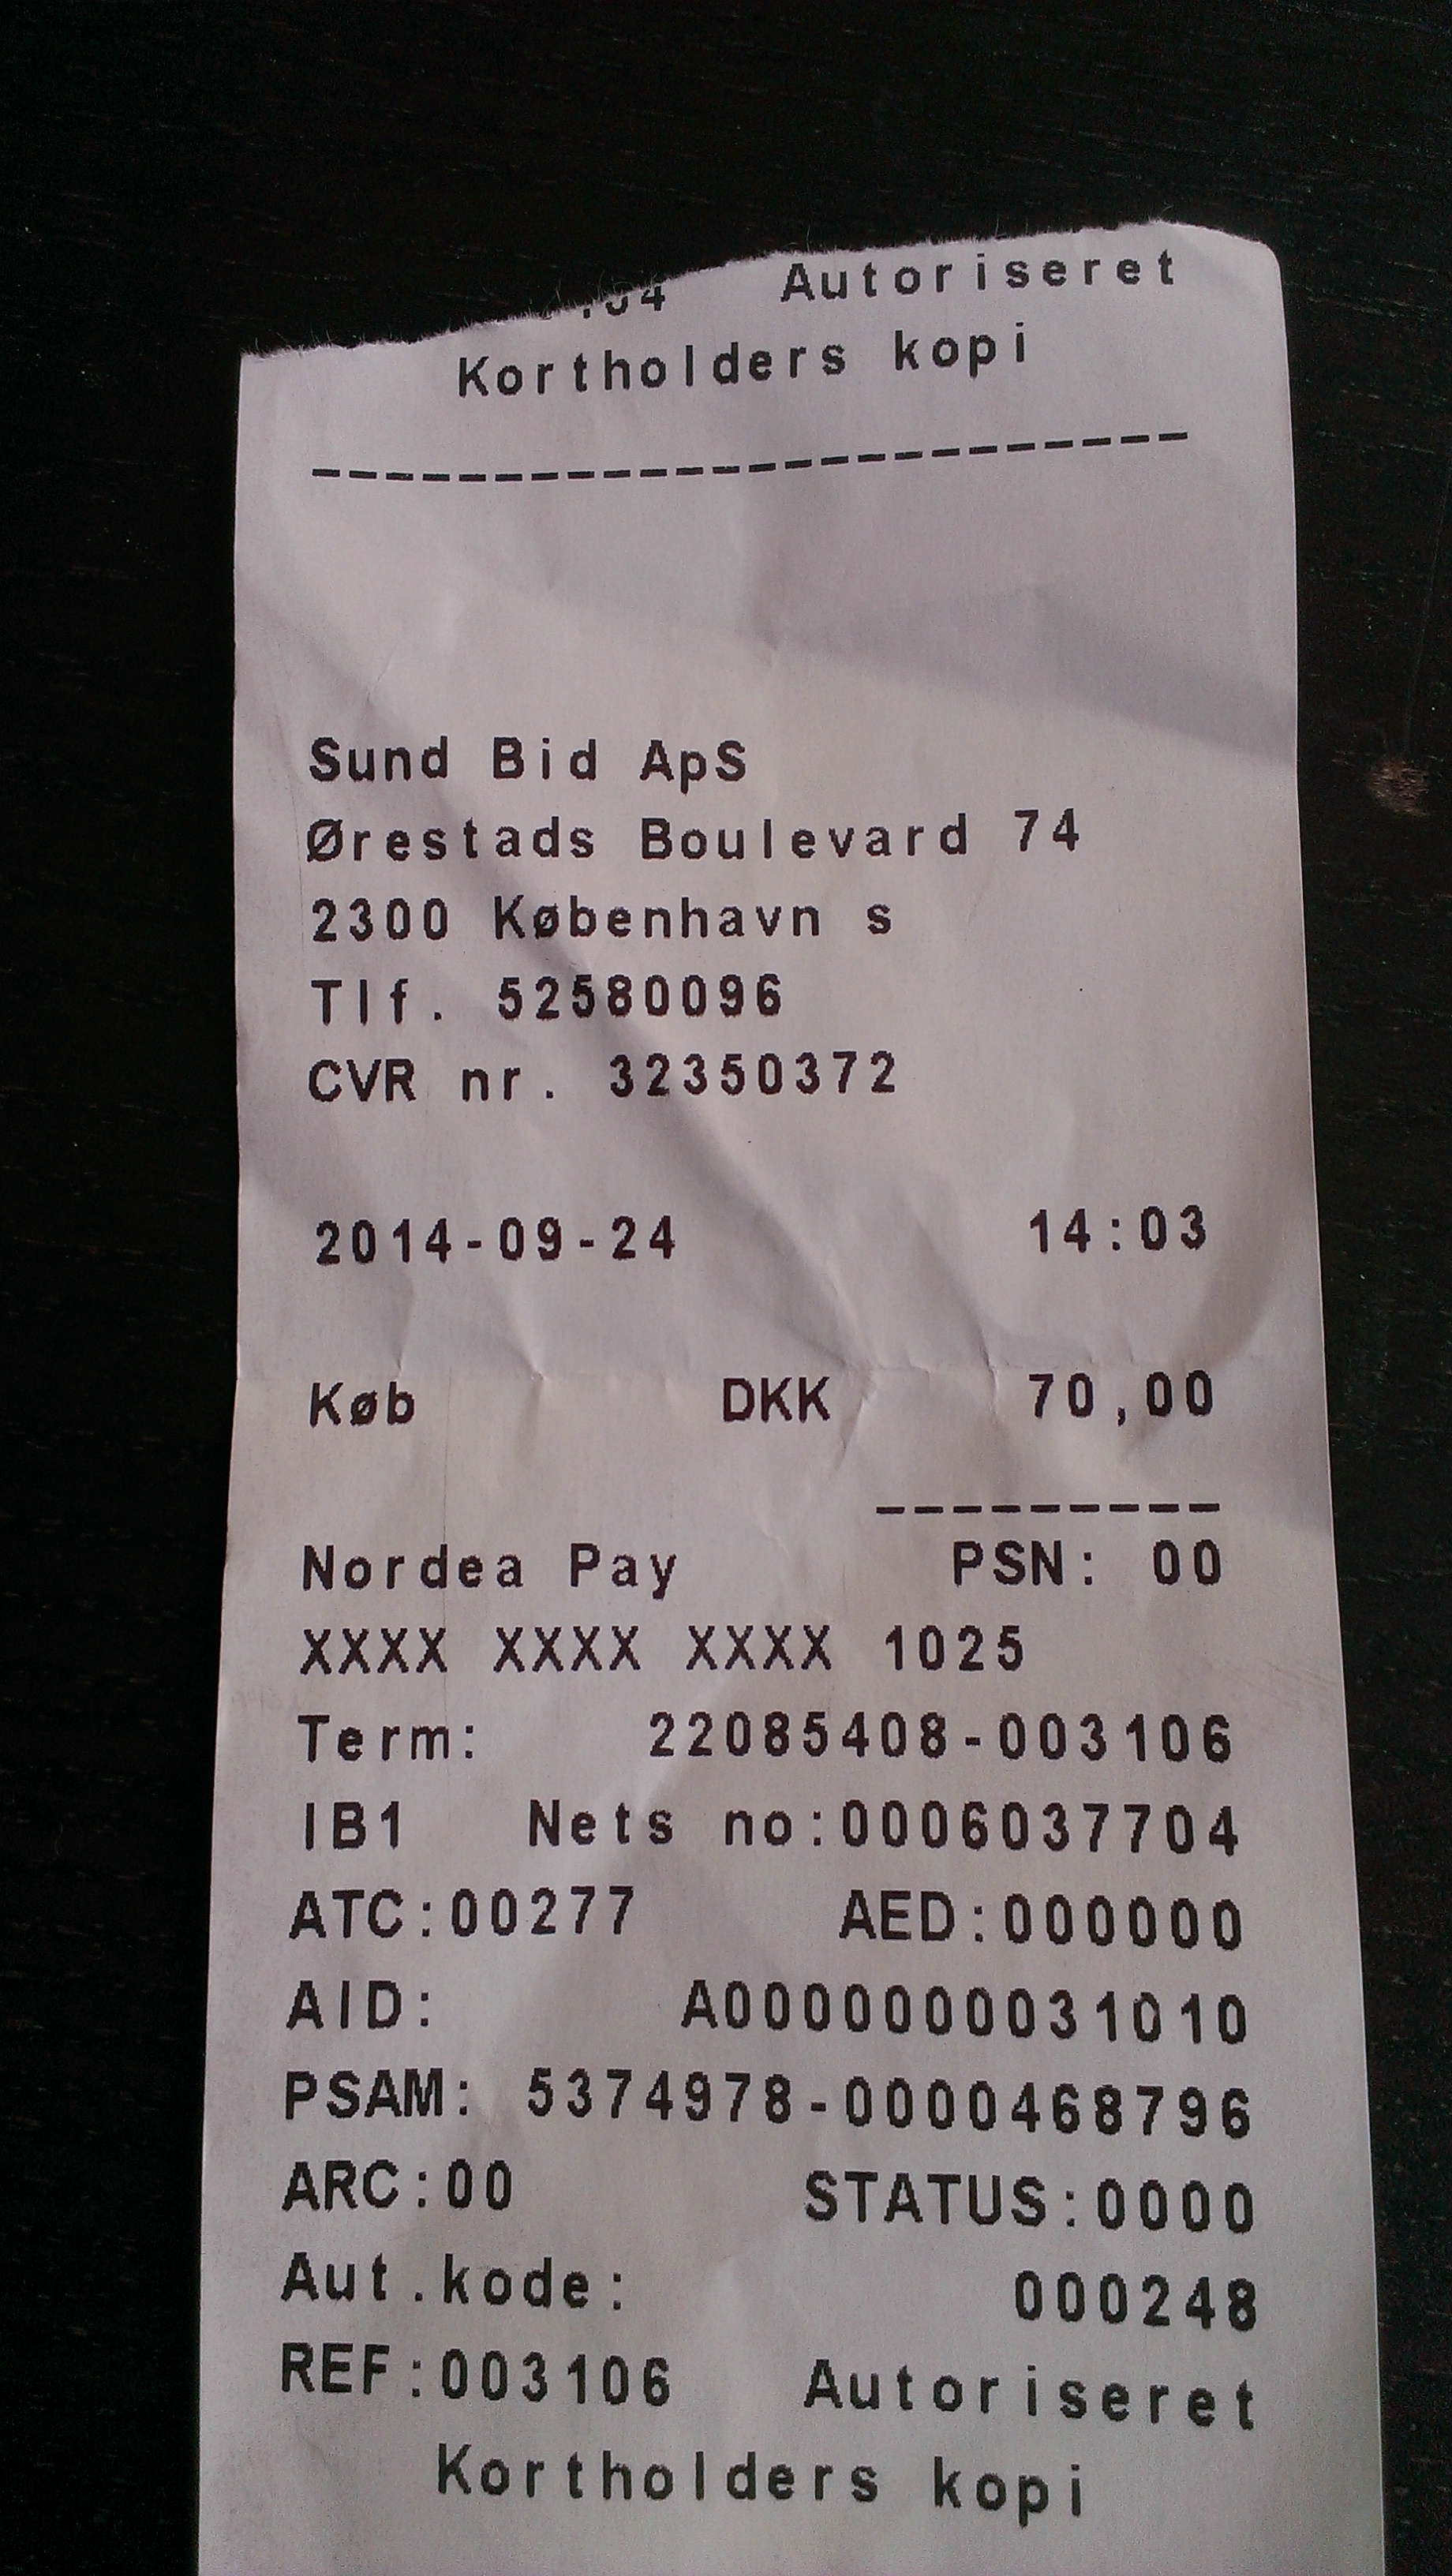 Autoriseret
Kortholders kopi
------------------------
Sund Bid ApS
Ørestads Boulevard 74
2300 København s
Tlf. 52580096
CVR nr. 32350372
2014-09-24 14:03
Køb DKK 70,00
---------
Nordea Pay PSN: 00
XXXX XXXX XXXX 1025
Term: 22085408-003106
IB1 Nets no:0006037704
ATC:00277 AED:000000
AID: A0000000031010
PSAM: 5374978-0000468796
ARC:00 STATUS:0000
Aut.kode: 000248
REF:003106 Autoriseret
Kortholders kopi